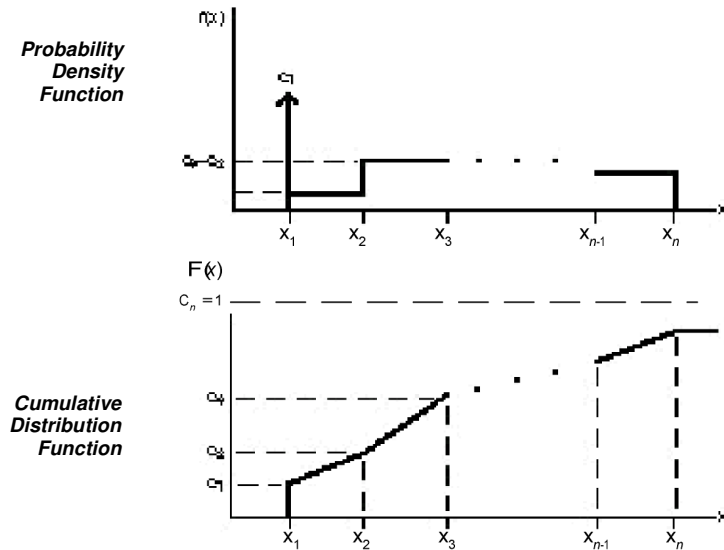 f(x)
Probability
Density
Function
x₁ x₂ x₃ xₙ₋₁ xₙ x
F(x)
Cₙ = 1
Cumulative
Distribution
Function
x₁ x₂ x₃ xₙ₋₁ xₙ x